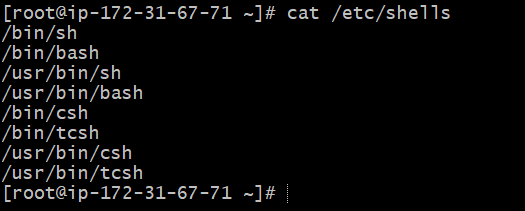 [root@ip-172-31-67-71 ~]# cat /etc/shells
/bin/sh
/bin/bash
/usr/bin/sh
/usr/bin/bash
/bin/csh
/bin/tcsh
/usr/bin/csh
/usr/bin/tcsh
[root@ip-172-31-67-71 ~]#